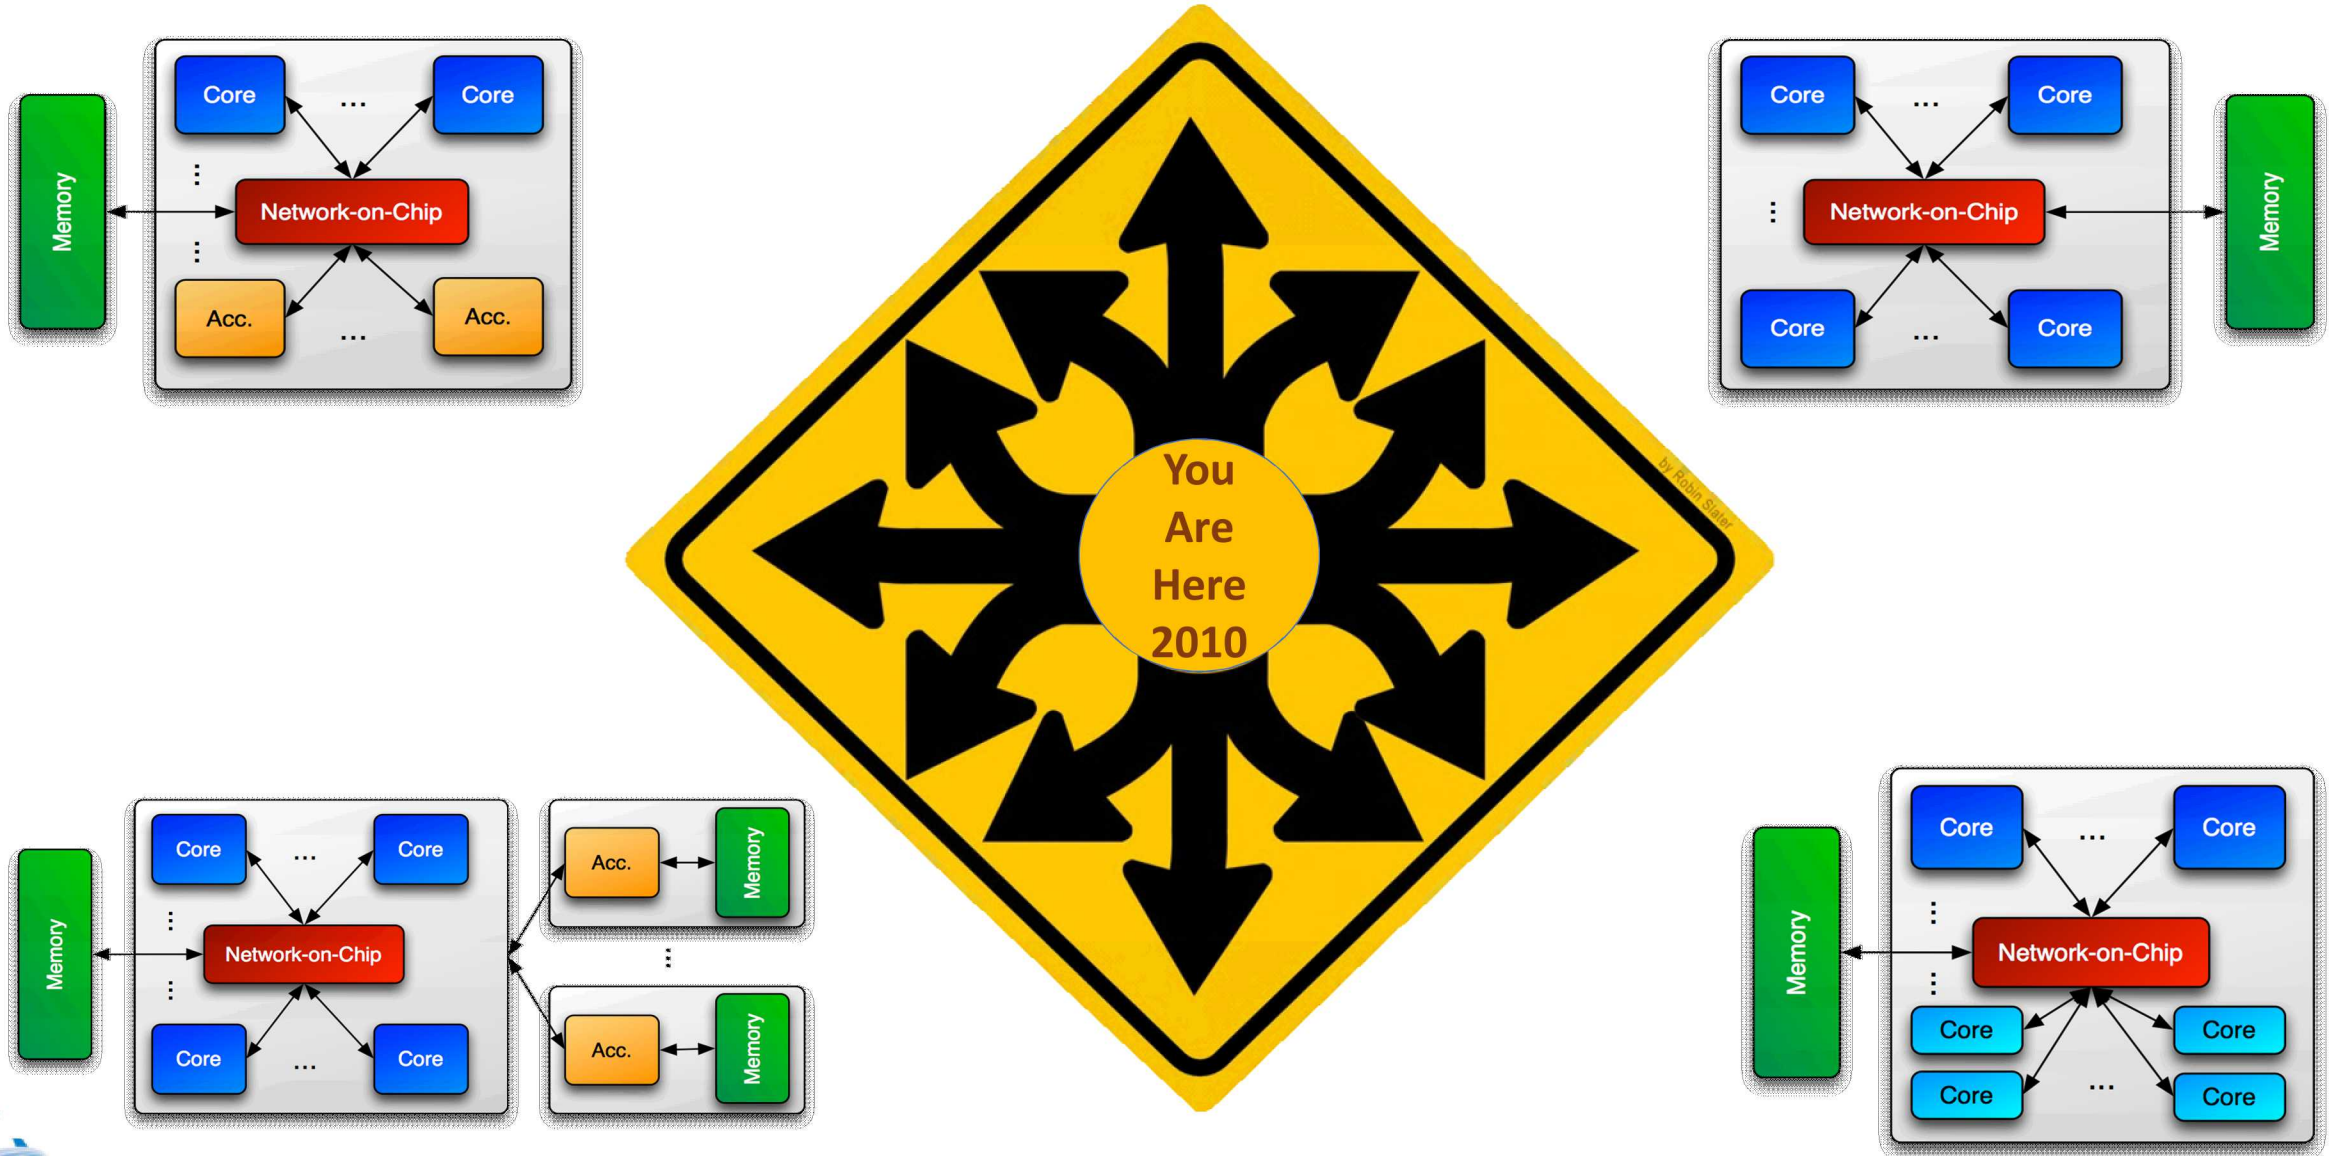 Core
...
Core
Memory
...
Network-on-Chip
...
Acc.
...
Acc.
Core
...
Core
...
Network-on-Chip
Memory
Core
...
Core
You
Are
Here
2010
by Robin Slater
Core
...
Core
Memory
...
Network-on-Chip
...
Core
...
Core
Acc.
Memory
...
Acc.
Memory
Core
...
Core
Memory
...
Network-on-Chip
...
Core
Core
Core
...
Core